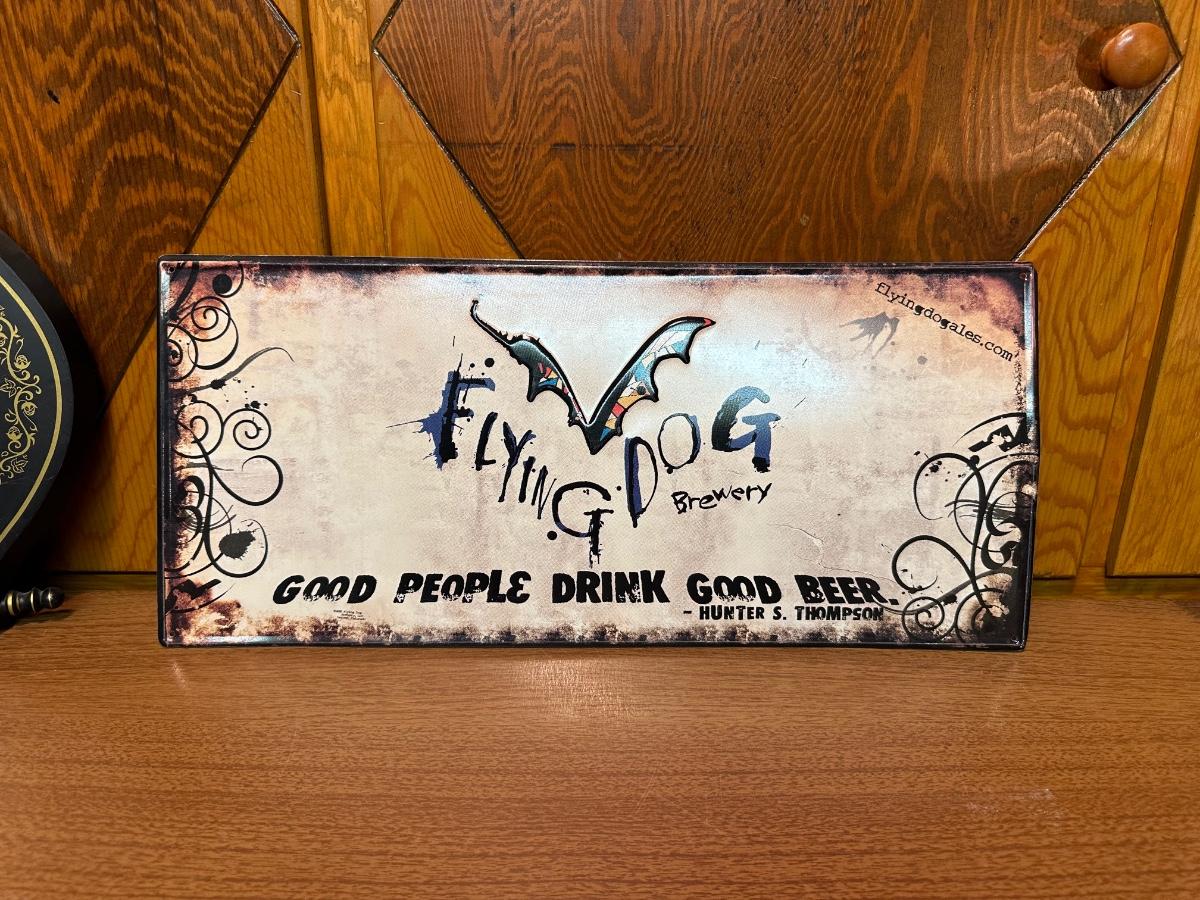 flyingdogales.com
FLYING DOG
Brewery
GOOD PEOPLE DRINK GOOD BEER.
- HUNTER S. THOMPSON